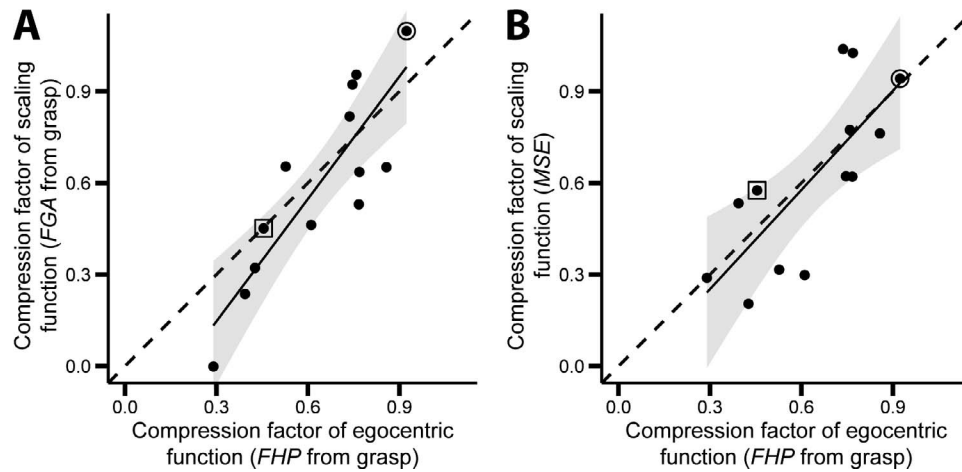 A
Compression factor of scaling
function (FGA from grasp)
0.9
0.6
0.3
0.0
0.0 0.3 0.6 0.9
Compression factor of egocentric
function (FHP from grasp)
B
Compression factor of scaling
function (MSE)
0.9
0.6
0.3
0.0
0.0 0.3 0.6 0.9
Compression factor of egocentric
function (FHP from grasp)